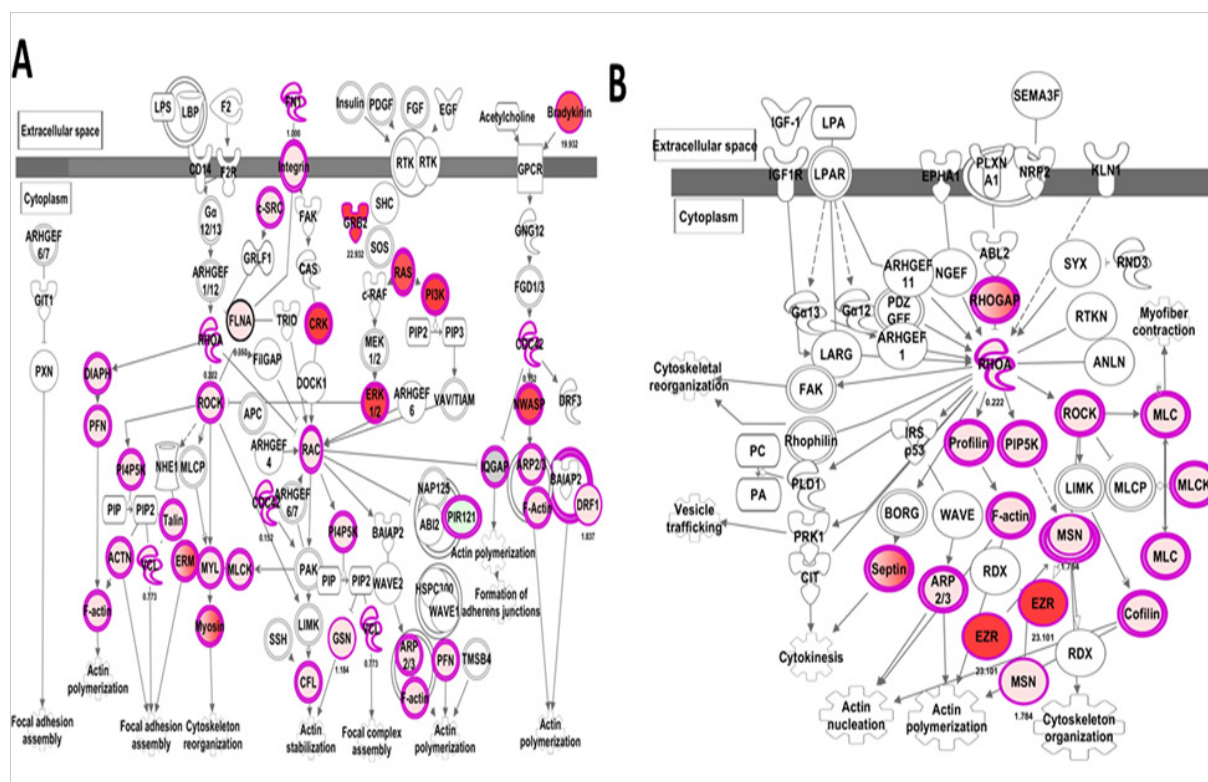 A
LPS
LBP
F2
FN1
1.000
Insulin
PDGF
FGF
EGF
Acetylcholine
Bradykinin
19.932
Extracellular space
CD14
F2R
Integrin
RTK
RTK
GPCR
Cytoplasm
ARHGEF
6/7
GIT1
PXN
Gα
12/13
ARHGEF
1/12
RHOA
0.222
c-SRC
GRLF1
FLNA
0.550
FAK
CAS
TRIO
CRK
FilGAP
DOCK1
GRB2
22.932
SHC
SOS
c-RAF
RAS
PI3K
PIP2
PIP3
MEK
1/2
ERK
1/2
ARHGEF
6
VAV/TIAM
GNG12
FGD1/3
CDC42
0.152
NWASP
DRF3
DIAPH
PFN
ROCK
APC
ARHGEF
4
RAC
IQGAP
ARP2/3
F-Actin
BAIAP2
DRF1
1.837
PI4P5K
NHE1
MLCP
PIP
PIP2
Talin
CDC42
0.152
ARHGEF
6/7
PI4P5K
BAIAP2
NAP125
ABI2
PIR121
Actin polymerization
ACTN
VCL
0.773
ERM
MYL
MLCK
PAK
PIP
PIP2
WAVE2
HSPC300
WAVE1
Formation of
adherens junctions
F-actin
Myosin
SSH
LIMK
GSN
1.184
VCL
0.773
ARP
2/3
PFN
TMSB4
CFL
F-actin
Focal adhesion
assembly
Actin
polymerization
Focal adhesion
assembly
Cytoskeleton
reorganization
Actin
stabilization
Focal complex
assembly
Actin
polymerization
Actin
polymerization
B
SEMA3F
IGF-1
LPA
Extracellular space
IGF1R
LPAR
EPHA1
PLXN
A1
NRP2
KLN1
Cytoplasm
ARHGEF
11
NGEF
ABL2
SYX
RND3
RHOGAP
Gα13
Gα12
PDZ
GEF
ARHGEF
1
LARG
RTKN
Myofiber
contraction
ANLN
RHOA
0.222
Cytoskeletal
reorganization
FAK
Rhophilin
IRS
p53
Profilin
PIP5K
ROCK
MLC
PC
PLD1
PA
LIMK
MLCP
MLCK
Vesicle
trafficking
PRK1
BORG
WAVE
F-actin
MSN
1.784
MLC
CIT
Septin
ARP
2/3
RDX
EZR
23.101
Cofilin
EZR
23.101
RDX
Cytokinesis
MSN
1.784
Actin
nucleation
Actin
polymerization
Cytoskeleton
organization